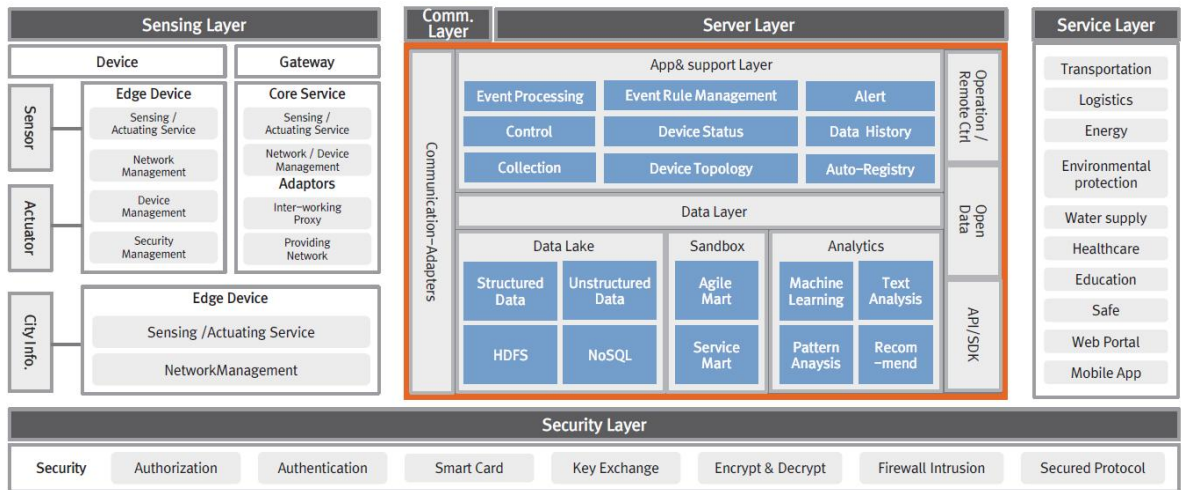 Sensing Layer
Device
Gateway
Sensor
Actuator
Edge Device
Sensing /
Actuating Service
Network
Management
Device
Management
Security
Management
Core Service
Sensing /
Actuating Service
Network / Device
Management
Adaptors
Inter-working
Proxy
Providing
Network
City Info.
Edge Device
Sensing /Actuating Service
NetworkManagement
Comm.
Layer
Server Layer
Communication-Adapters
App& support Layer
Event Processing
Event Rule Management
Alert
Control
Device Status
Data History
Collection
Device Topology
Auto-Registry
Data Layer
Data Lake
Structured
Data
Unstructured
Data
HDFS
NoSQL
Sandbox
Agile
Mart
Service
Mart
Analytics
Machine
Learning
Text
Analysis
Pattern
Anaysis
Recom
-mend
Operation /
Remote Ctrl
Open
Data
API/SDK
Service Layer
Transportation
Logistics
Energy
Environmental
protection
Water supply
Healthcare
Education
Safe
Web Portal
Mobile App
Security Layer
Security
Authorization
Authentication
Smart Card
Key Exchange
Encrypt & Decrypt
Firewall Intrusion
Secured Protocol